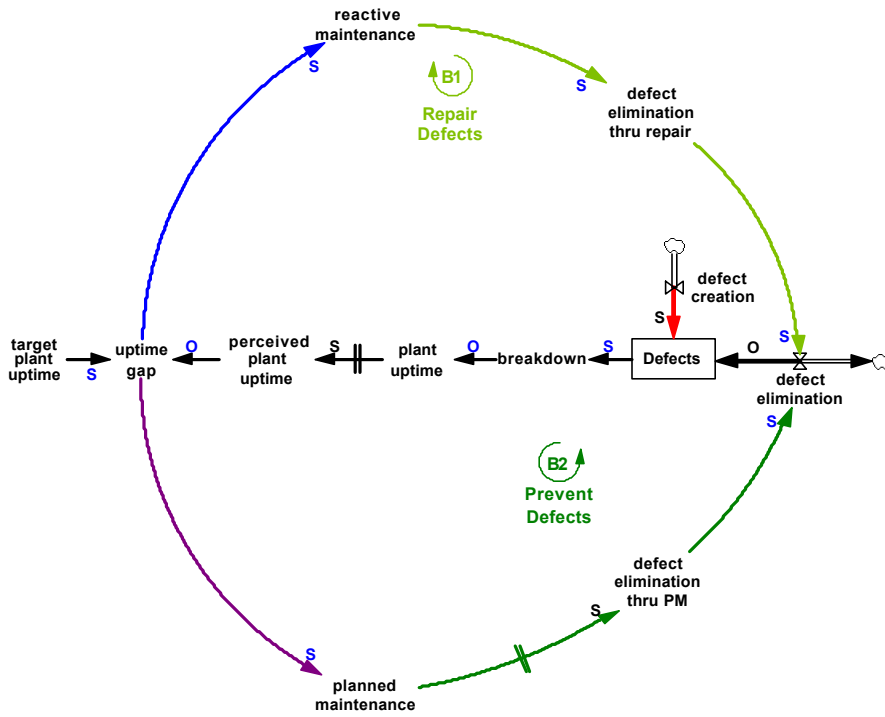 reactive
maintenance
S
B1
Repair
Defects
S
defect
elimination
thru repair
defect
creation
S
target
plant
uptime
S
uptime
gap
O
perceived
plant
uptime
S
plant
uptime
O
breakdown
S
Defects
O
S
defect
elimination
S
B2
Prevent
Defects
defect
elimination
thru PM
S
S
planned
maintenance